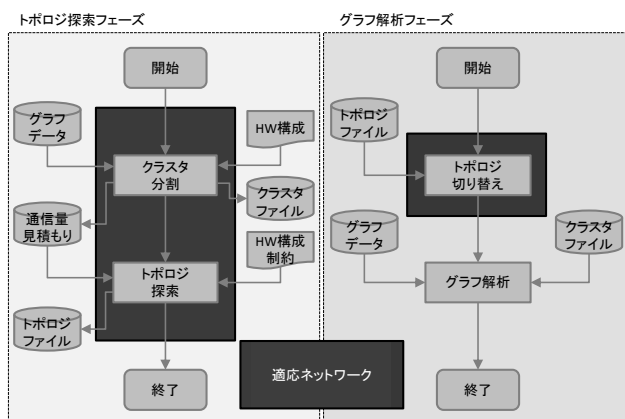 トポロジ探索フェーズ
開始
グラフ
データ
HW構成
クラスタ
分割
クラスタ
ファイル
通信量
見積もり
HW構成
制約
トポロジ
探索
トポロジ
ファイル
終了
グラフ解析フェーズ
開始
トポロジ
ファイル
トポロジ
切り替え
グラフ
データ
クラスタ
ファイル
グラフ解析
終了
適応ネットワーク